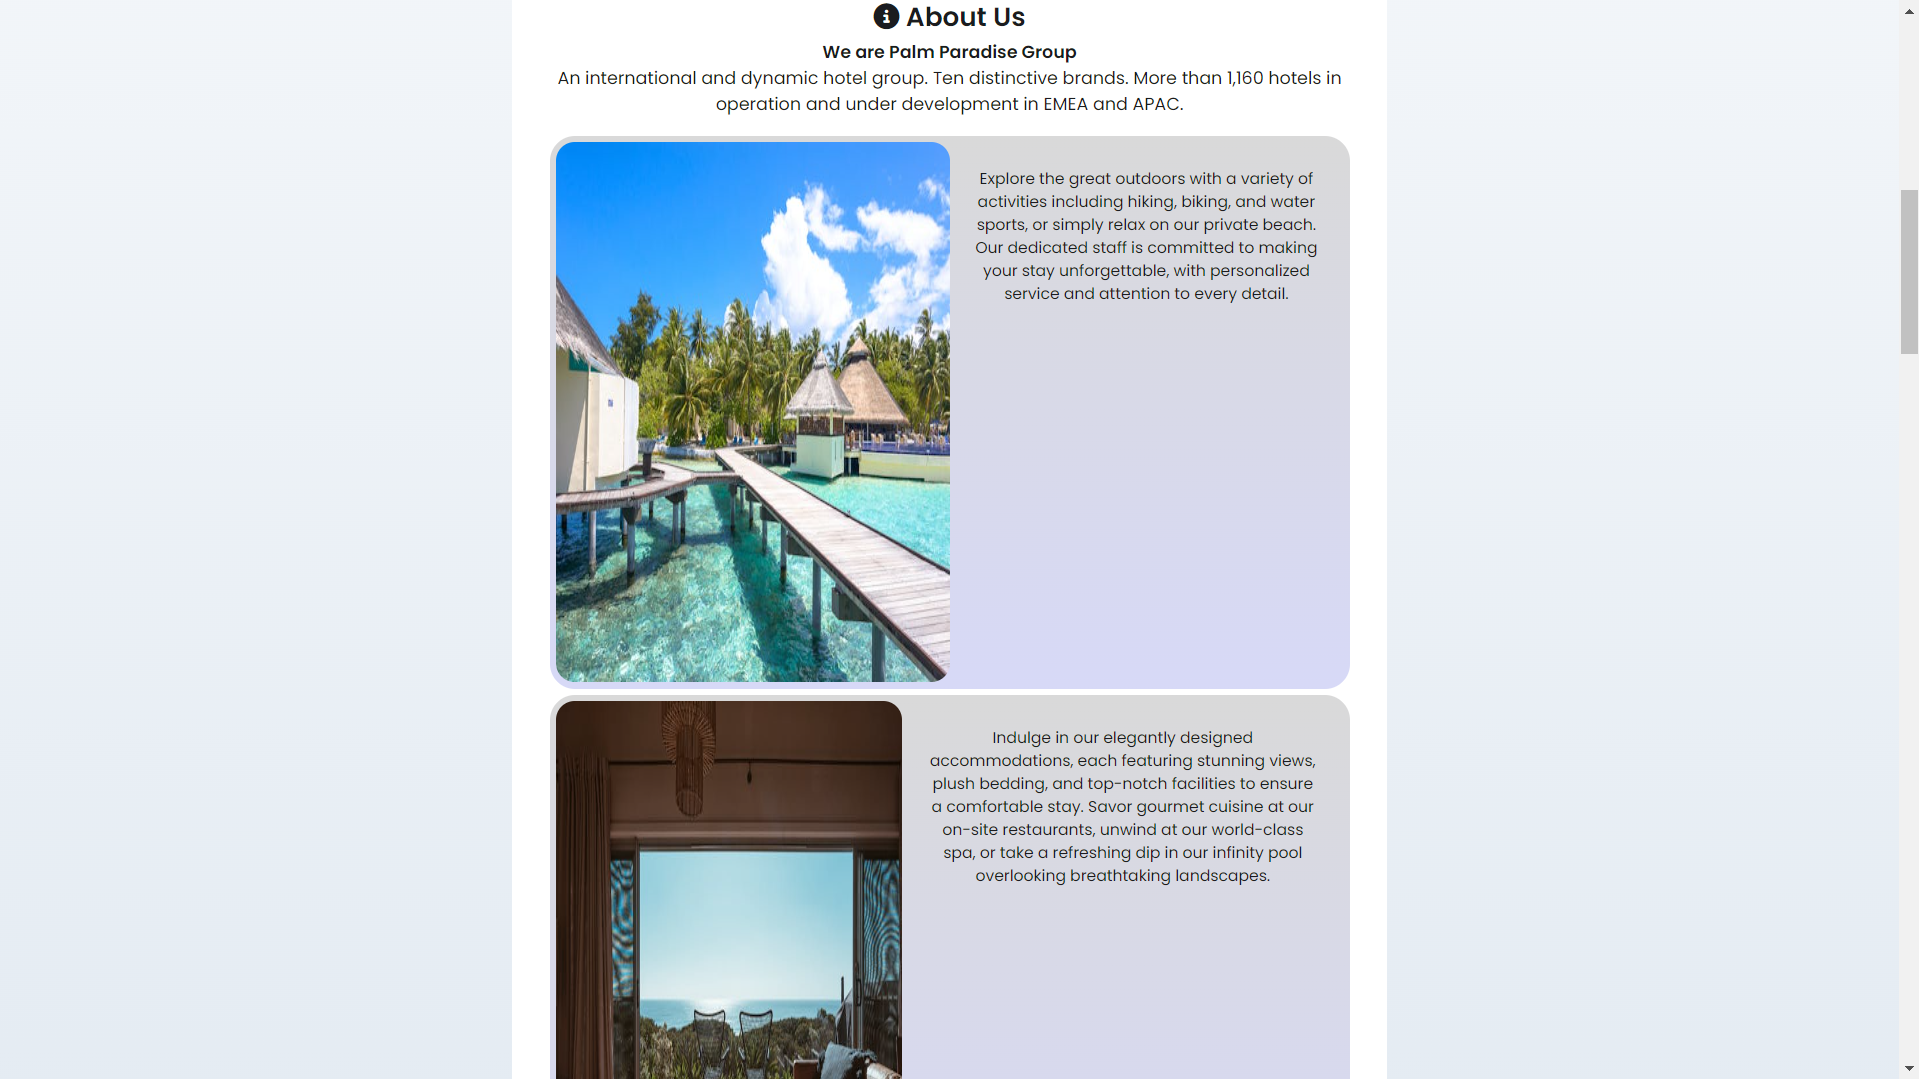 About Us
We are Palm Paradise Group
An international and dynamic hotel group. Ten distinctive brands. More than 1,160 hotels in
operation and under development in EMEA and APAC.
Explore the great outdoors with a variety of
activities including hiking, biking, and water
sports, or simply relax on our private beach.
Our dedicated staff is committed to making
your stay unforgettable, with personalized
service and attention to every detail.
Indulge in our elegantly designed
accommodations, each featuring stunning views,
plush bedding, and top-notch facilities to ensure
a comfortable stay. Savor gourmet cuisine at our
on-site restaurants, unwind at our world-class
spa, or take a refreshing dip in our infinity pool
overlooking breathtaking landscapes.